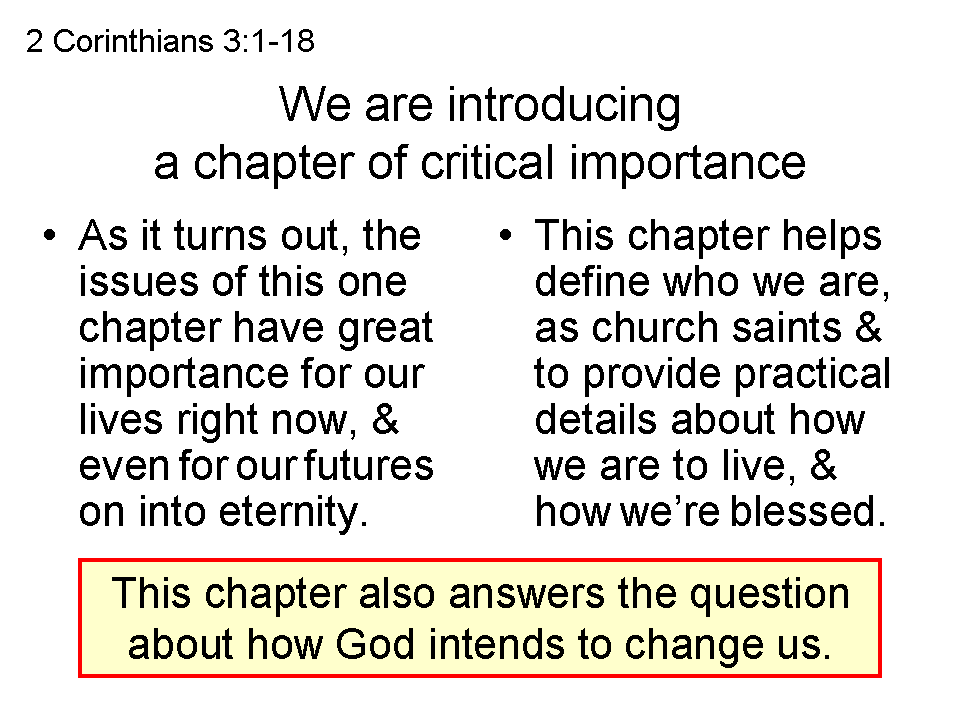 2 Corinthians 3:1-18
We are introducing
a chapter of critical importance
• As it turns out, the
issues of this one
chapter have great
importance for our
lives right now, &
even for our futures
on into eternity.
• This chapter helps
define who we are,
as church saints &
to provide practical
details about how
we are to live, &
how we’re blessed.
This chapter also answers the question
about how God intends to change us.